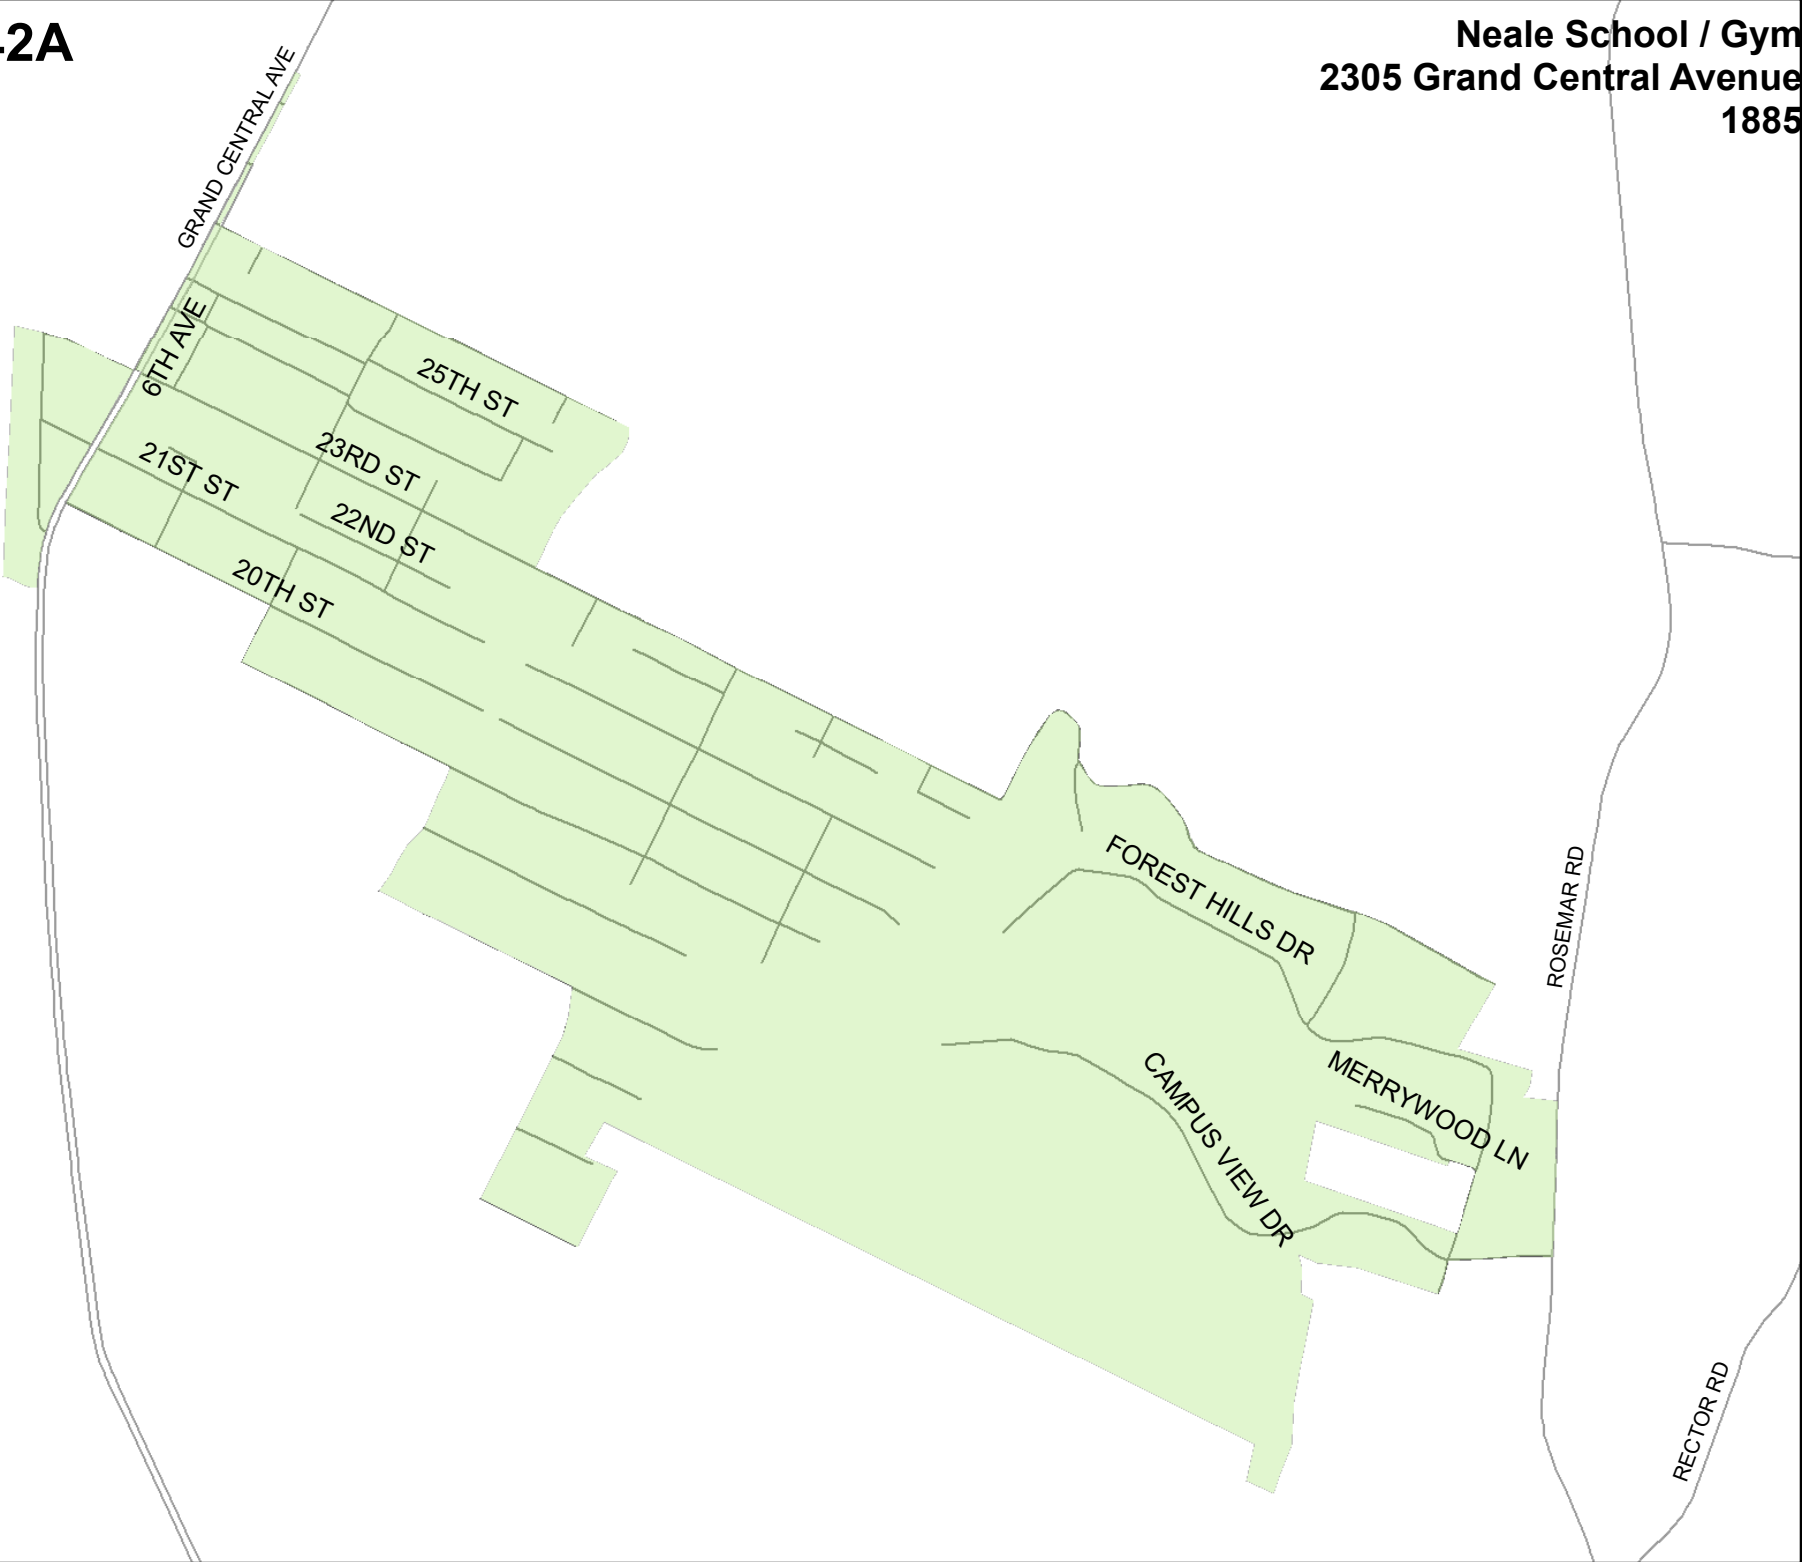 2A
Neale School / Gym
2305 Grand Central Avenue
1885
GRAND CENTRAL AVE
6TH AVE
25TH ST
23RD ST
21ST ST
22ND ST
20TH ST
FOREST HILLS DR
ROSEMAR RD
MERRYWOOD LN
CAMPUS VIEW DR
RECTOR RD